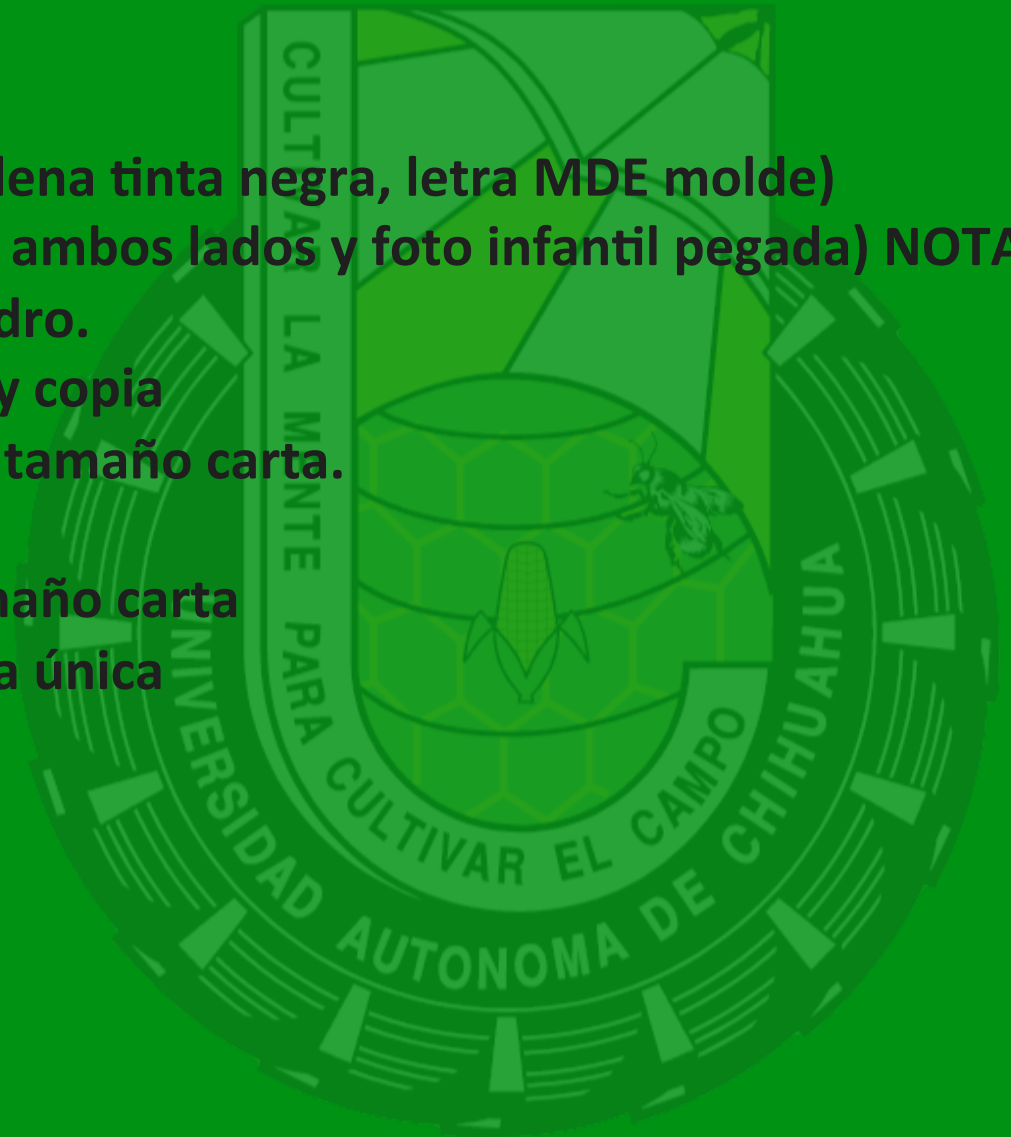 lena tinta negra, letra MDE molde)
ambos lados y foto infantil pegada) NOTA
dro.
y copia
tamaño carta.
maño carta
a única
CULTIVAR LA MENTE PARA CULTIVAR EL CAMPO
UNIVERSIDAD AUTONOMA DE CHIHUAHUA